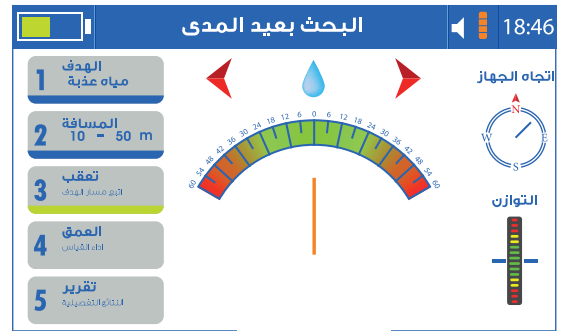 البحث بعيد المدى
18:46
1
الهدف
مياه عذبة
2
المسافة
10 - 50 m
3
تعقب
اتبع مسار الهدف
4
العمق
اداء القياس
5
تقرير
النتائج التفصيلية
60 54 48 42 36 30 24 18 12 6 0 6 12 18 24 30 36 42 48 54 60
اتجاه الجهاز
N
W E
S
التوازن